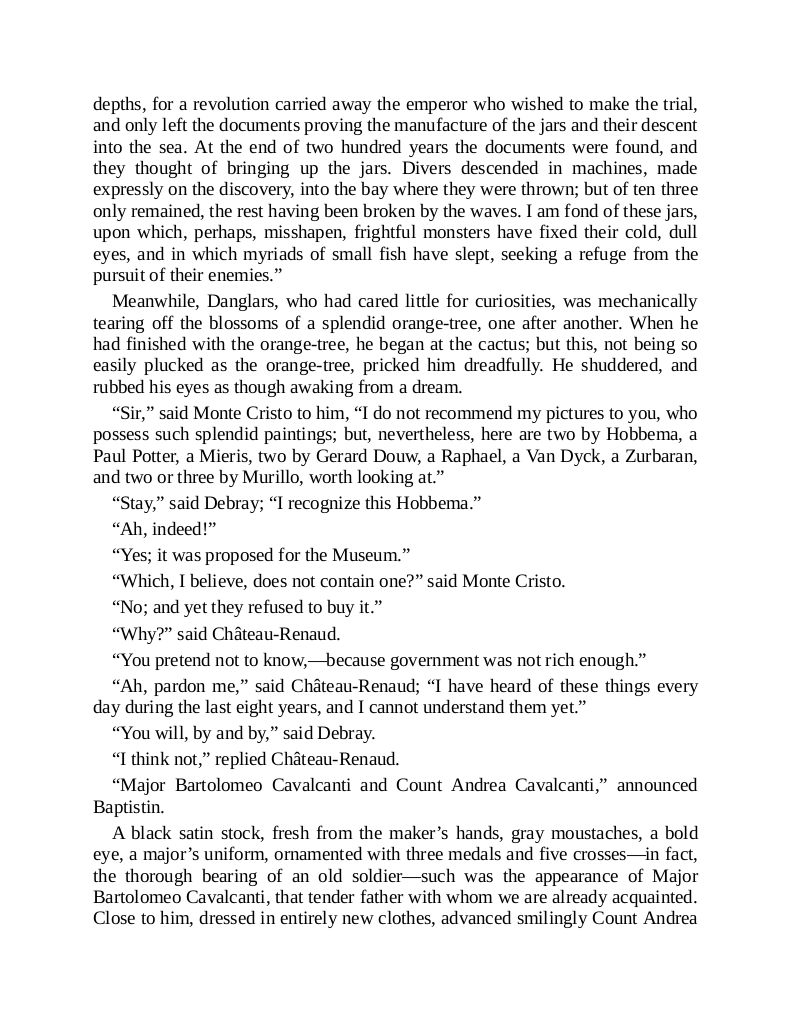 depths, for a revolution carried away the emperor who wished to make the trial,
and only left the documents proving the manufacture of the jars and their descent
into the sea. At the end of two hundred years the documents were found, and
they thought of bringing up the jars. Divers descended in machines, made
expressly on the discovery, into the bay where they were thrown; but of ten three
only remained, the rest having been broken by the waves. I am fond of these jars,
upon which, perhaps, misshapen, frightful monsters have fixed their cold, dull
eyes, and in which myriads of small fish have slept, seeking a refuge from the
pursuit of their enemies.”
Meanwhile, Danglars, who had cared little for curiosities, was mechanically
tearing off the blossoms of a splendid orange-tree, one after another. When he
had finished with the orange-tree, he began at the cactus; but this, not being so
easily plucked as the orange-tree, pricked him dreadfully. He shuddered, and
rubbed his eyes as though awaking from a dream.
“Sir,” said Monte Cristo to him, “I do not recommend my pictures to you, who
possess such splendid paintings; but, nevertheless, here are two by Hobbema, a
Paul Potter, a Mieris, two by Gerard Douw, a Raphael, a Van Dyck, a Zurbaran,
and two or three by Murillo, worth looking at.”
“Stay,” said Debray; “I recognize this Hobbema.”
“Ah, indeed!”
“Yes; it was proposed for the Museum.”
“Which, I believe, does not contain one?” said Monte Cristo.
“No; and yet they refused to buy it.”
“Why?” said Château-Renaud.
“You pretend not to know,—because government was not rich enough.”
“Ah, pardon me,” said Château-Renaud; “I have heard of these things every
day during the last eight years, and I cannot understand them yet.”
“You will, by and by,” said Debray.
“I think not,” replied Château-Renaud.
“Major Bartolomeo Cavalcanti and Count Andrea Cavalcanti,” announced
Baptistin.
A black satin stock, fresh from the maker’s hands, gray moustaches, a bold
eye, a major’s uniform, ornamented with three medals and five crosses—in fact,
the thorough bearing of an old soldier—such was the appearance of Major
Bartolomeo Cavalcanti, that tender father with whom we are already acquainted.
Close to him, dressed in entirely new clothes, advanced smilingly Count Andrea